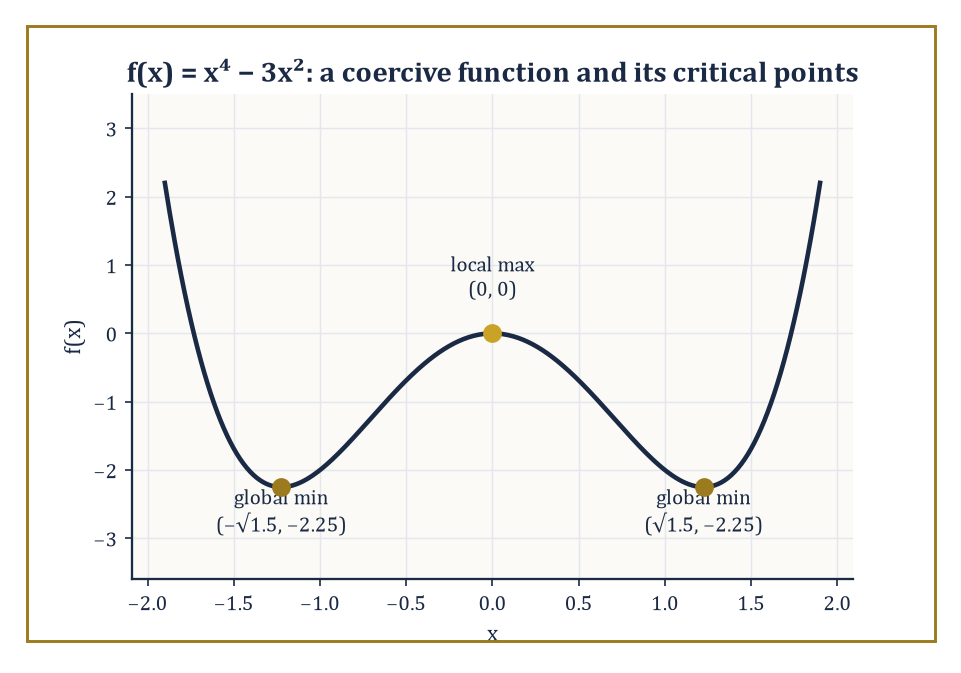 f(x) = x⁴ − 3x²: a coercive function and its critical points
3
2
1
0
−1
−2
−3
f(x)
local max
(0, 0)
global min
(−√1.5, −2.25)
global min
(√1.5, −2.25)
−2.0 −1.5 −1.0 −0.5 0.0 0.5 1.0 1.5 2.0
x